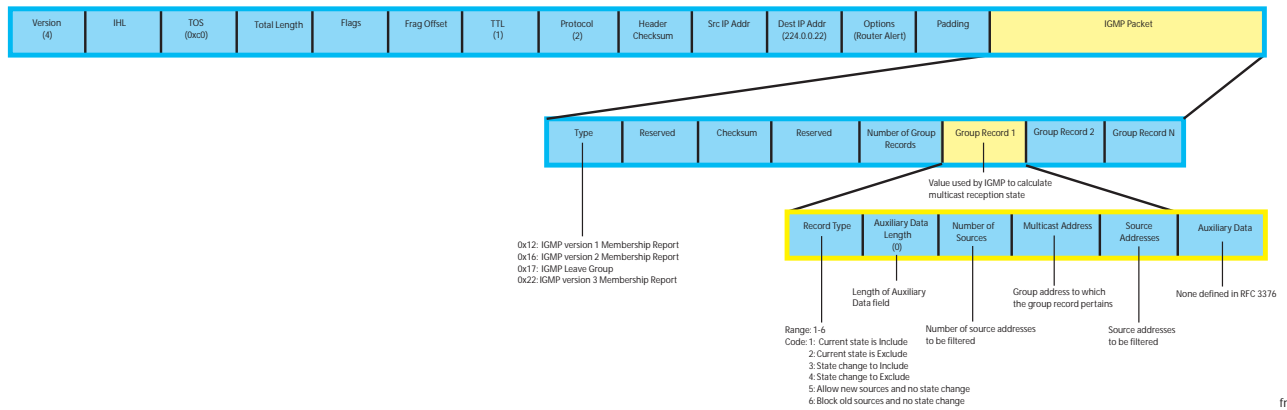 Version IHL TOS Total Length Flags Frag Offset TTL Protocol Header Src IP Addr Dest IP Addr Options Padding IGMP Packet
(4) (0xc0) (1) (2) Checksum (224.0.0.22) (Router Alert)
Type Reserved Checksum Reserved Number of Group Group Record 1 Group Record 2 Group Record N
Records
Value used by IGMP to calculate
multicast reception state
Record Type Auxiliary Data Number of Multicast Address Source Auxiliary Data
Length Sources Addresses
(0)
0x12: IGMP version 1 Membership Report
0x16: IGMP version 2 Membership Report
0x17: IGMP Leave Group
0x22: IGMP version 3 Membership Report
Length of Auxiliary
Data field
Group address to which
the group record pertains
None defined in RFC 3376
Range: 1-6
Code: 1: Current state is Include
2: Current state is Exclude
3: State change to Include
4: State change to Exclude
5: Allow new sources and no state change
6: Block old sources and no state change
Number of source addresses
to be filtered
Source addresses
to be filtered